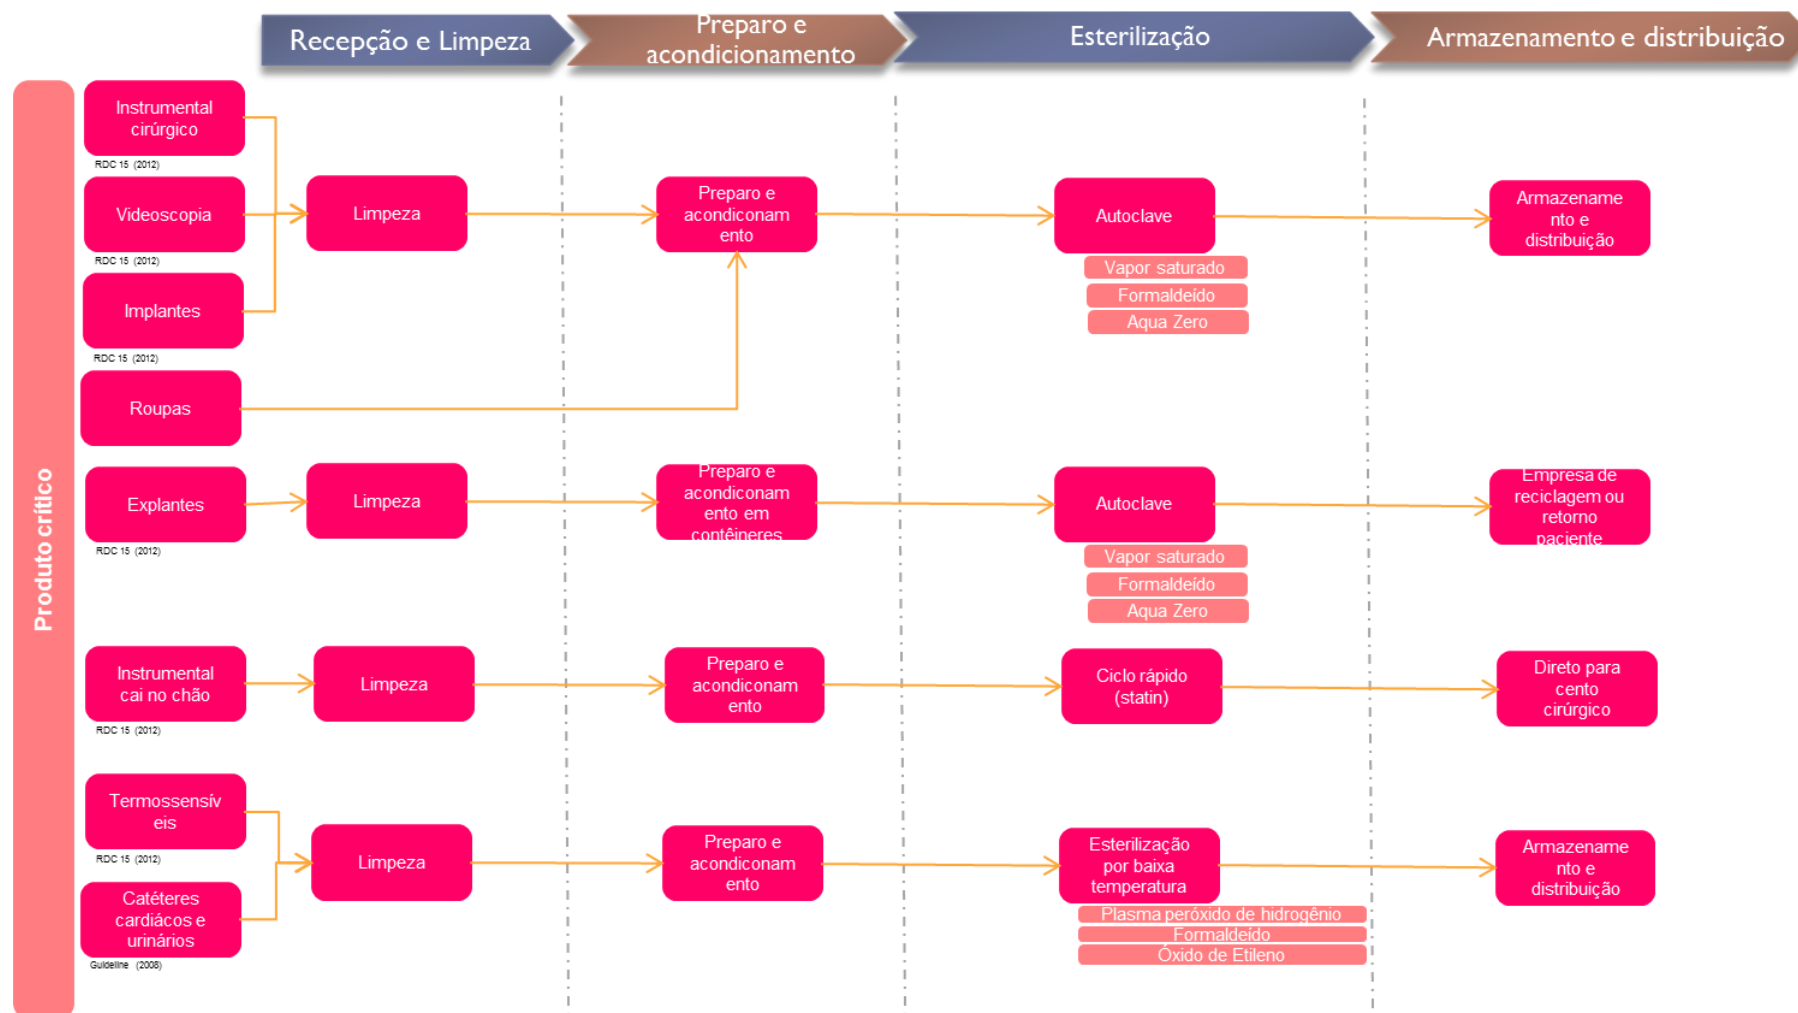 Recepção e Limpeza
Preparo e
acondicionamento
Esterilização
Armazenamento e distribuição
Produto crítico
Instrumental
cirúrgico
RDC 15 (2012)
Videoscopia
RDC 15 (2012)
Implantes
RDC 15 (2012)
Limpeza
Preparo e
acondiconam
ento
Autoclave
Vapor saturado
Formaldeído
Aqua Zero
Armazename
nto e
distribuição
Roupas
Explantes
RDC 15 (2012)
Limpeza
Preparo e
acondiconam
ento em
contêineres
Autoclave
Vapor saturado
Formaldeído
Aqua Zero
Empresa de
reciclagem ou
retorno
paciente
Instrumental
cai no chão
RDC 15 (2012)
Limpeza
Preparo e
acondiconam
ento
Ciclo rápido
(statin)
Direto para
cento
cirúrgico
Termossensív
eis
RDC 15 (2012)
Catéteres
cardiácos e
urinários
Guideline (2008)
Limpeza
Preparo e
acondiconam
ento
Esterilização
por baixa
temperatura
Plasma peróxido de hidrogênio
Formaldeído
Óxido de Etileno
Armazename
nto e
distribuição